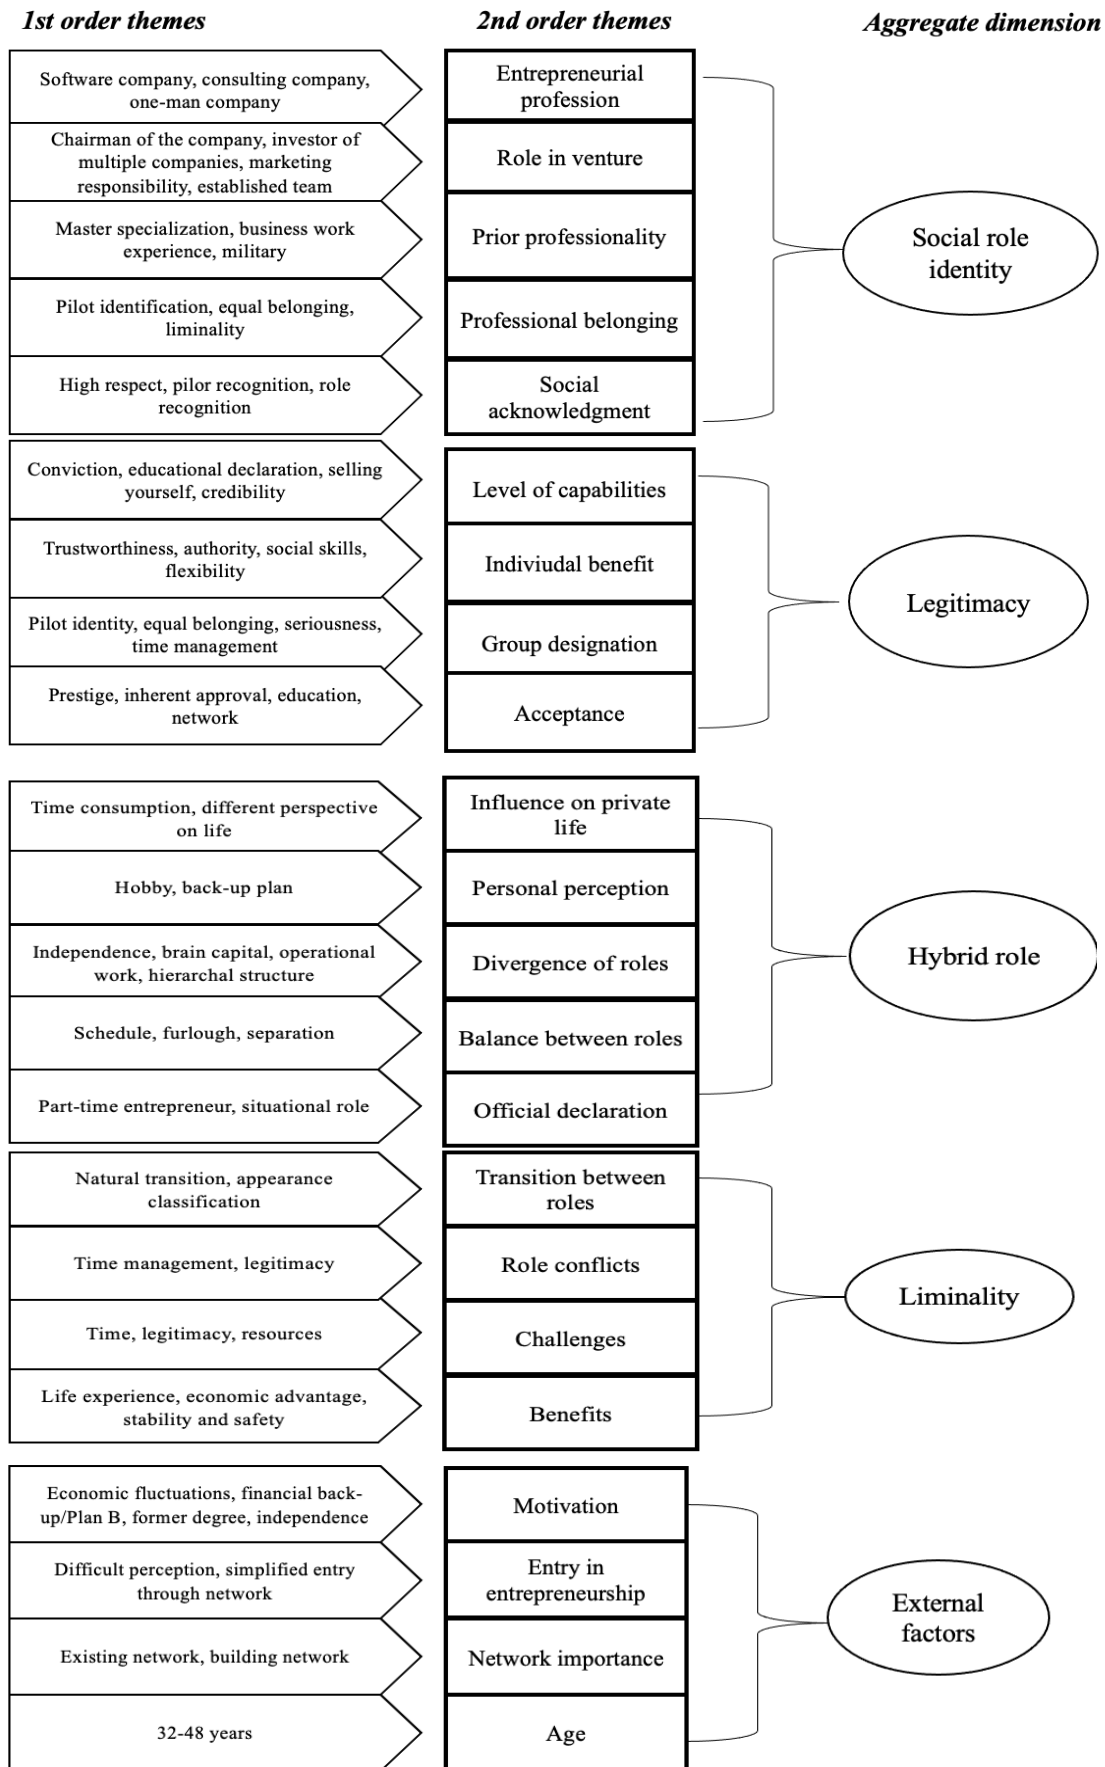 1st order themes
2nd order themes
Aggregate dimension
Software company, consulting company,
one-man company
Entrepreneurial
profession
Chairman of the company, investor of
multiple companies, marketing
responsibility, established team
Role in venture
Master specialization, business work
experience, military
Prior professionality
Pilot identification, equal belonging,
liminality
Professional belonging
High respect, pilor recognition, role
recognition
Social
acknowledgment
Social role
identity
Conviction, educational declaration, selling
yourself, credibility
Level of capabilities
Trustworthiness, authority, social skills,
flexibility
Indiviudal benefit
Pilot identity, equal belonging, seriousness,
time management
Group designation
Prestige, inherent approval, education,
network
Acceptance
Legitimacy
Time consumption, different perspective
on life
Influence on private
life
Hobby, back-up plan
Personal perception
Independence, brain capital, operational
work, hierarchal structure
Divergence of roles
Schedule, furlough, separation
Balance between roles
Part-time entrepreneur, situational role
Official declaration
Hybrid role
Natural transition, appearance
classification
Transition between
roles
Time management, legitimacy
Role conflicts
Time, legitimacy, resources
Challenges
Life experience, economic advantage,
stability and safety
Benefits
Liminality
Economic fluctuations, financial back-
up/Plan B, former degree, independence
Motivation
Difficult perception, simplified entry
through network
Entry in
entrepreneurship
Existing network, building network
Network importance
32-48 years
Age
External
factors